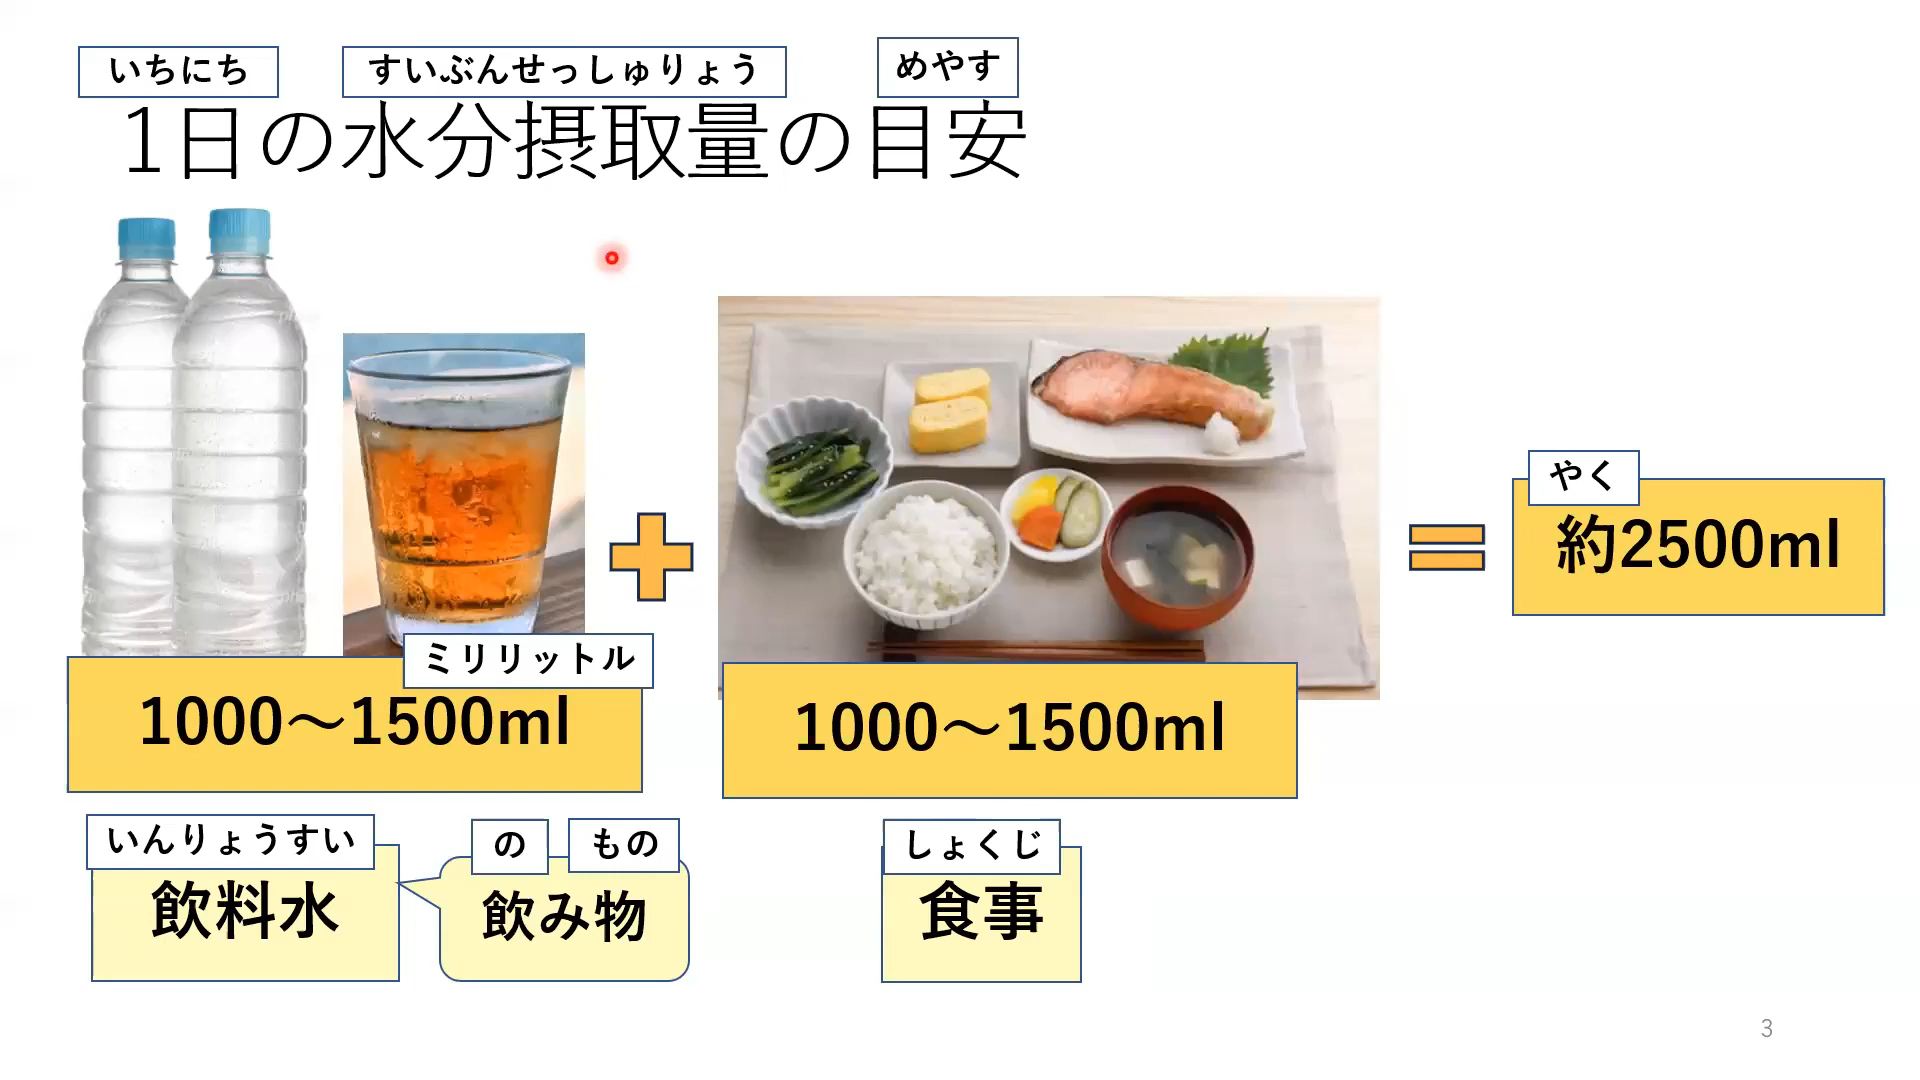 いちにち すいぶんせっしゅりょう めやす
1日の水分摂取量の目安
やく
約2500ml
ミリリットル
1000～1500ml
1000～1500ml
いんりょうすい
飲料水
の もの
飲み物
しょくじ
食事
3